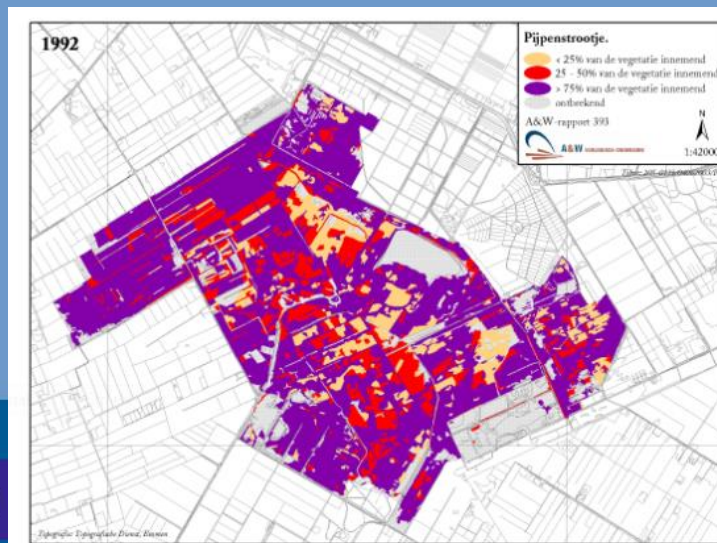 1992
Pijpenstrootje.
< 25% van de vegetatie innemend
25 - 50% van de vegetatie innemend
> 75% van de vegetatie innemend
ontbrekend
A&W-rapport 393
N
A&W
1:42000
Topografie: Topografische Dienst, Emmen